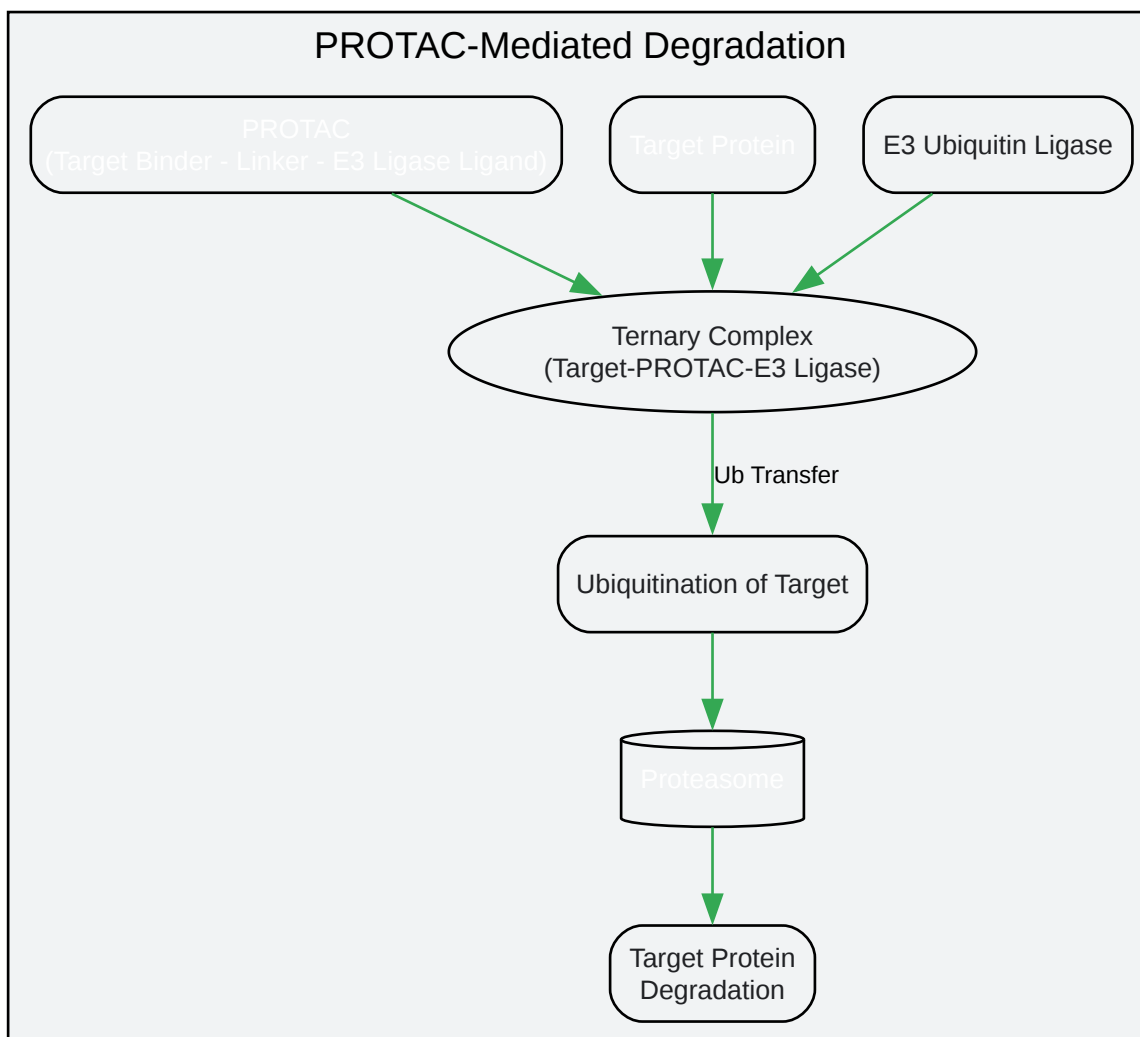 PROTAC-Mediated Degradation
PROTAC
(Target Binder - Linker - E3 Ligase Ligand)
Target Protein
E3 Ubiquitin Ligase
Ternary Complex
(Target-PROTAC-E3 Ligase)
Ub Transfer
Ubiquitination of Target
Proteasome
Target Protein
Degradation